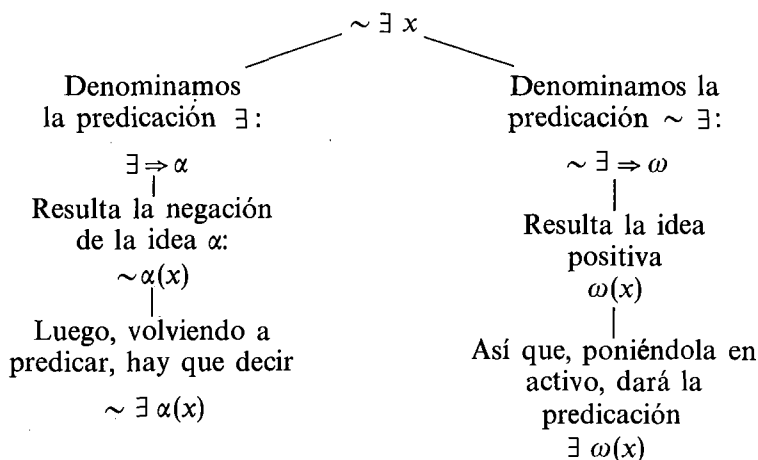 ~ ∃ x
Denominamos
la predicación ∃:
∃ ⇒ α
Resulta la negación
de la idea α:
~α(x)
Luego, volviendo a
predicar, hay que decir
~ ∃ α(x)
Denominamos la
predicación ~ ∃:
~ ∃ ⇒ ω
Resulta la idea
positiva
ω(x)
Así que, poniéndola en
activo, dará la
predicación
∃ ω(x)